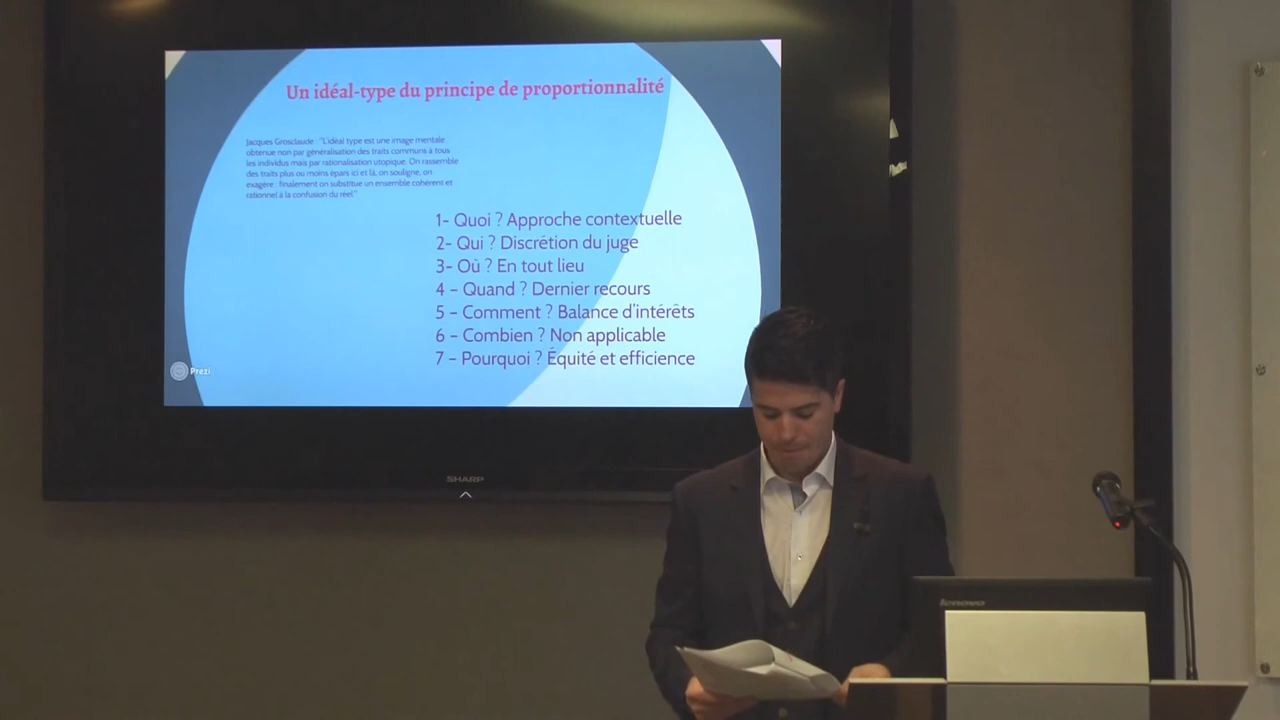 Un idéal-type du principe de proportionnalité
Jacques Grosclaude : "L'idéal type est une image mentale
obtenue non par généralisation des traits communs à tous
les individus mais par rationalisation utopique. On rassemble
des traits plus ou moins épars ici et là, on souligne, on
exagère : finalement on substitue un ensemble cohérent et
rationnel à la confusion du réel"
1- Quoi ? Approche contextuelle
2- Qui ? Discrétion du juge
3- Où ? En tout lieu
4 – Quand ? Dernier recours
5 – Comment ? Balance d'intérêts
6 – Combien ? Non applicable
7 – Pourquoi ? Équité et efficience
Prezi
SHARP
lenovo